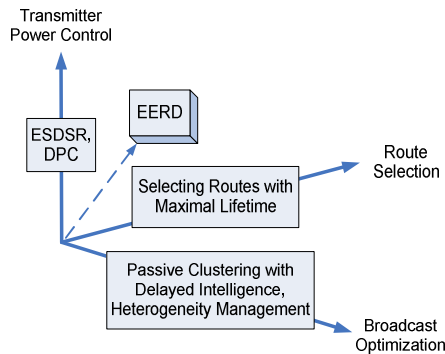 Transmitter
Power Control
EERD
ESDSR,
DPC
Route
Selection
Selecting Routes with
Maximal Lifetime
Passive Clustering with
Delayed Intelligence,
Heterogeneity Management
Broadcast
Optimization